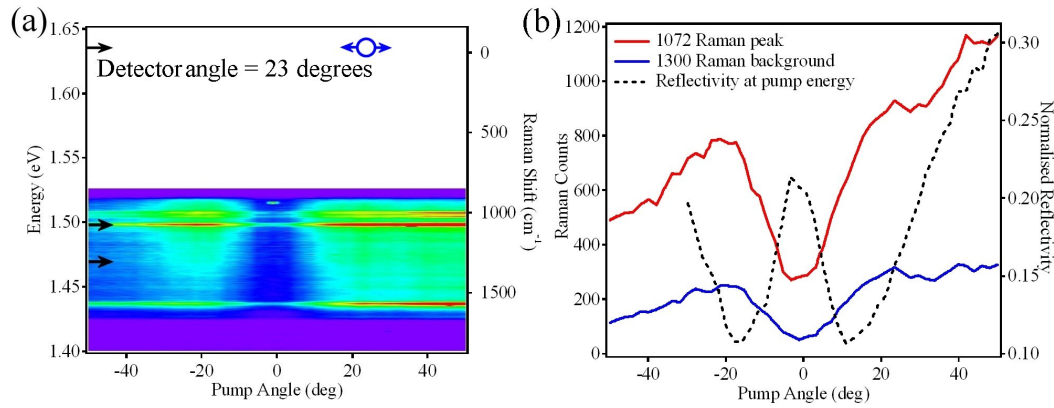 (a)
1.65
1.60
1.55
1.50
1.45
1.40
Energy (eV)
Detector angle = 23 degrees
0
500
1000
1500
Raman Shift (cm⁻¹)
-40
-20
0
20
40
Pump Angle (deg)
(b)
1200
1000
800
600
400
200
0
Raman Counts
1072 Raman peak
1300 Raman background
Reflectivity at pump energy
0.30
0.25
0.20
0.15
0.10
Normalised Reflectivity
-40
-20
0
20
40
Pump Angle (deg)